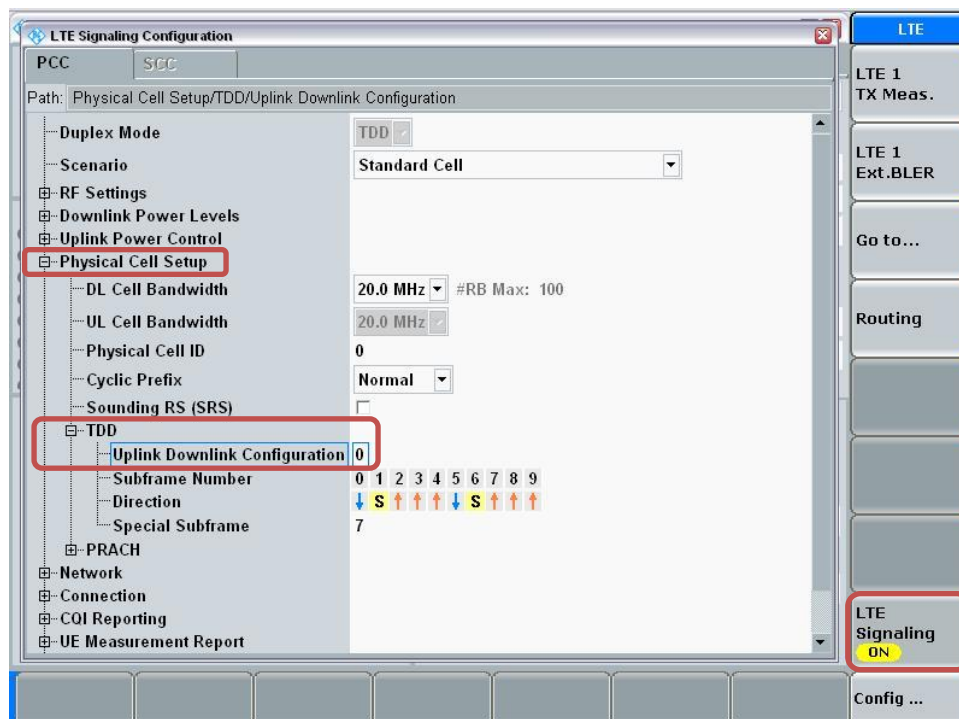 LTE Signaling Configuration
PCC SCC
Path: Physical Cell Setup/TDD/Uplink Downlink Configuration
Duplex Mode TDD
Scenario Standard Cell
RF Settings
Downlink Power Levels
Uplink Power Control
Physical Cell Setup
DL Cell Bandwidth 20.0 MHz #RB Max: 100
UL Cell Bandwidth 20.0 MHz
Physical Cell ID 0
Cyclic Prefix Normal
Sounding RS (SRS)
TDD
Uplink Downlink Configuration 0
Subframe Number 0 1 2 3 4 5 6 7 8 9
Direction ↓ S ↑ ↑ ↑ ↓ S ↑ ↑ ↑
Special Subframe 7
PRACH
Network
Connection
CQI Reporting
UE Measurement Report
LTE
LTE 1
TX Meas.
LTE 1
Ext.BLER
Go to...
Routing
LTE
Signaling
ON
Config ...